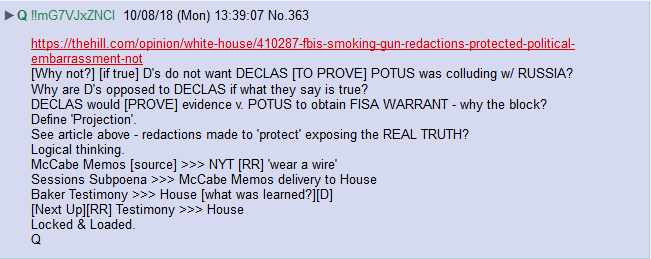 Q !!mG7VJxZNCI 10/08/18 (Mon) 13:39:07 No.363
https://thehill.com/opinion/white-house/410287-fbis-smoking-gun-redactions-protected-political-
embarrassment-not
[Why not?] [if true] D's do not want DECLAS [TO PROVE] POTUS was colluding w/ RUSSIA?
Why are D's opposed to DECLAS if what they say is true?
DECLAS would [PROVE] evidence v. POTUS to obtain FISA WARRANT - why the block?
Define 'Projection'.
See article above - redactions made to 'protect' exposing the REAL TRUTH?
Logical thinking.
McCabe Memos [source] >>> NYT [RR] 'wear a wire'
Sessions Subpoena >>> McCabe Memos delivery to House
Baker Testimony >>> House [what was learned?][D]
[Next Up][RR] Testimony >>> House
Locked & Loaded.
Q